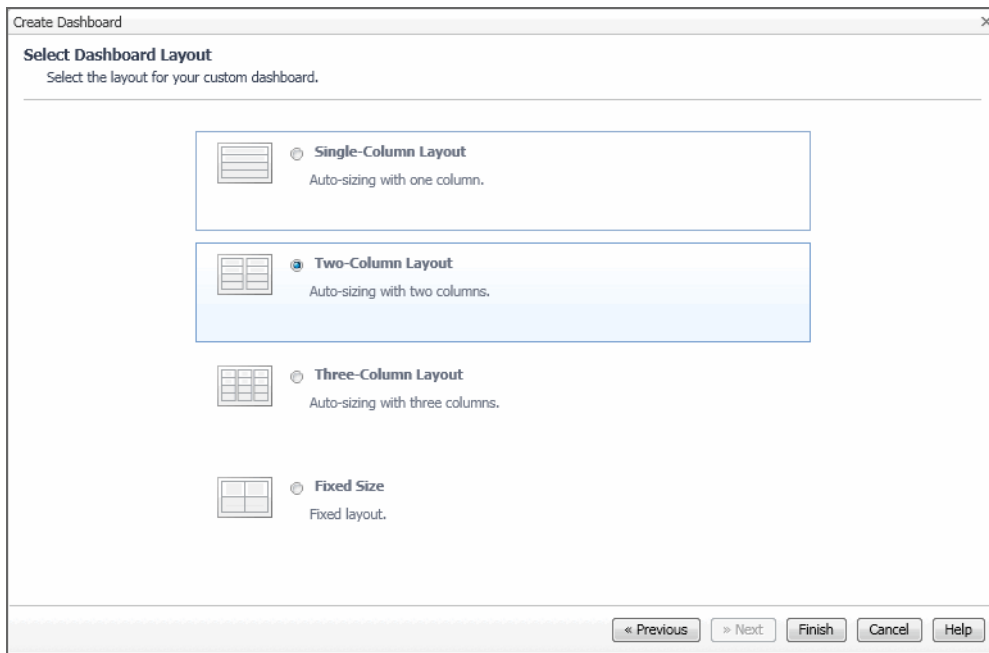 Create Dashboard
Select Dashboard Layout
Select the layout for your custom dashboard.
Single-Column Layout
Auto-sizing with one column.
Two-Column Layout
Auto-sizing with two columns.
Three-Column Layout
Auto-sizing with three columns.
Fixed Size
Fixed layout.
« Previous » Next Finish Cancel Help